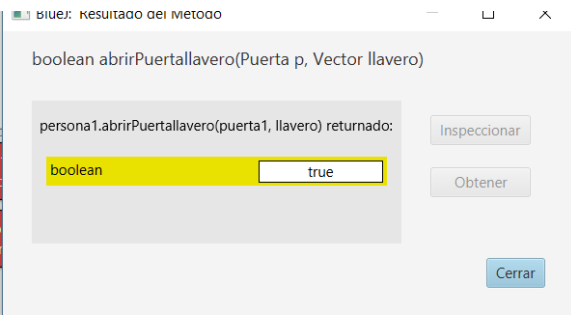 BlueJ: Resultado del Método
boolean abrirPuertallavero(Puerta p, Vector llavero)
persona1.abrirPuertallavero(puerta1, llavero) returnado:
Inspeccionar
boolean
true
Obtener
Cerrar